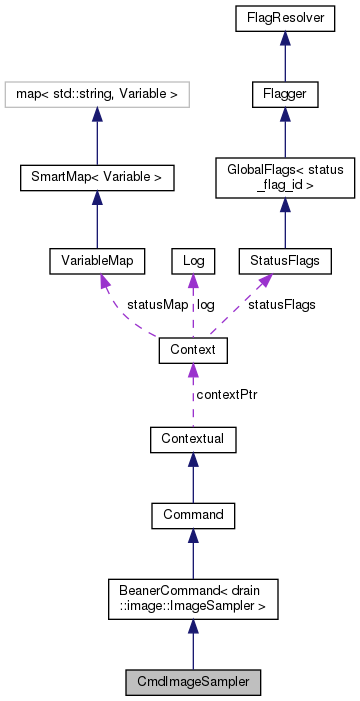 FlagResolver
map< std::string, Variable >
Flagger
SmartMap< Variable >
GlobalFlags< status
_flag_id >
VariableMap
Log
StatusFlags
statusMap
log
statusFlags
Context
contextPtr
Contextual
Command
BeanerCommand< drain
::image::ImageSampler >
CmdImageSampler